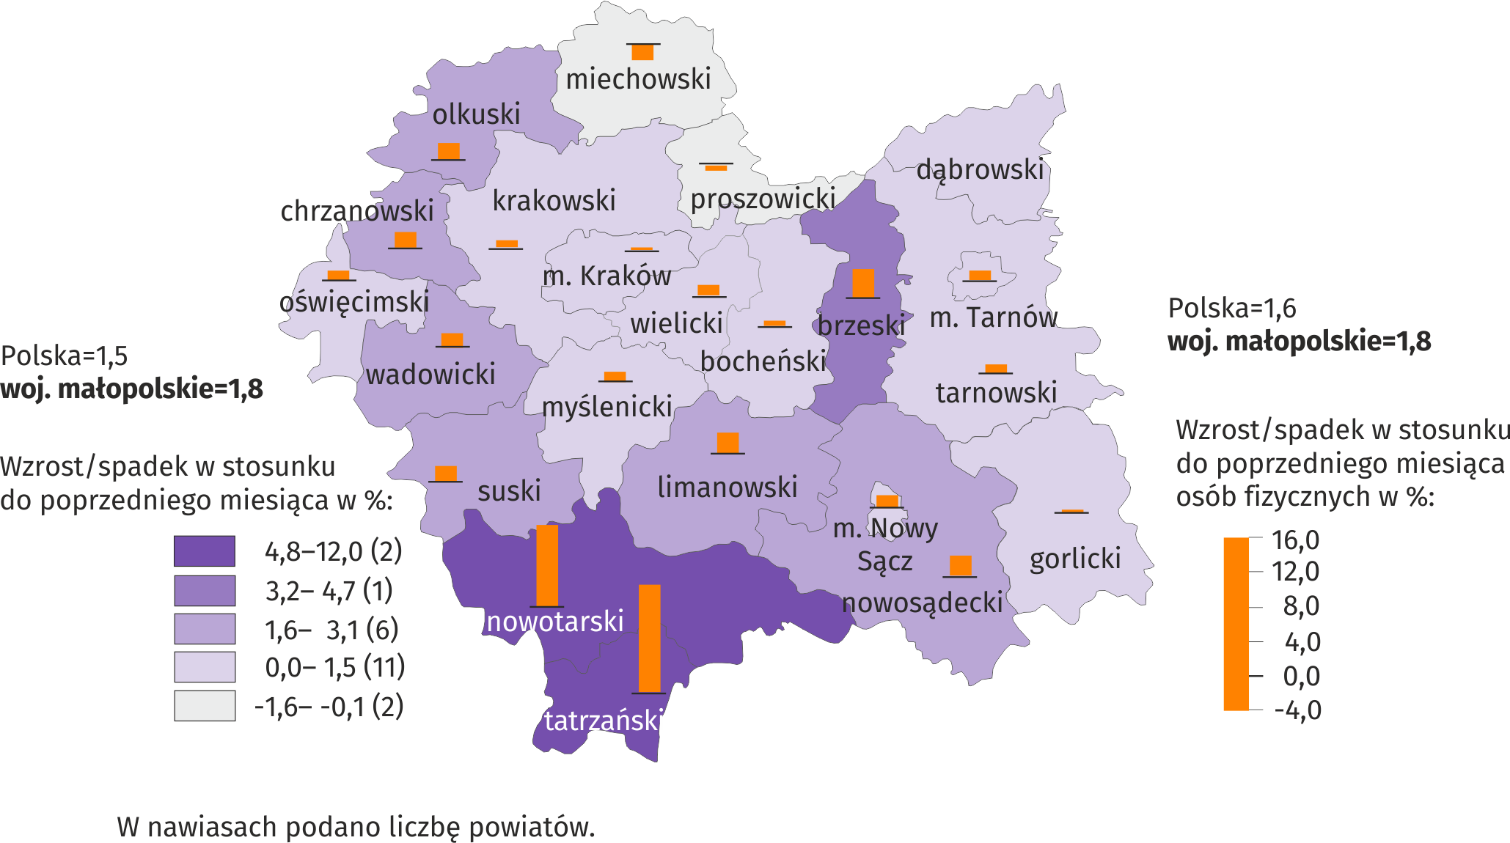 miechowski
olkuski
dąbrowski
krakowski
proszowicki
chrzanowski
m. Kraków
oświęcimski
wielicki
brzeski
m. Tarnów
bocheński
wadowicki
myślenicki
tarnowski
suski
limanowski
m. Nowy
Sącz
gorlicki
nowosądecki
nowotarski
tatrzański
Polska=1,5
woj. małopolskie=1,8
Wzrost/spadek w stosunku
do poprzedniego miesiąca w %:
4,8–12,0 (2)
3,2– 4,7 (1)
1,6– 3,1 (6)
0,0– 1,5 (11)
-1,6– -0,1 (2)
Polska=1,6
woj. małopolskie=1,8
Wzrost/spadek w stosunku
do poprzedniego miesiąca
osób fizycznych w %:
16,0
12,0
8,0
4,0
0,0
-4,0
W nawiasach podano liczbę powiatów.